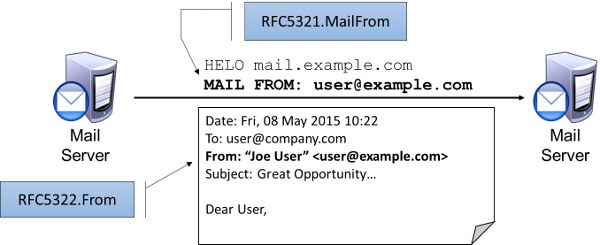 RFC5321.MailFrom
HELO mail.example.com
MAIL FROM: user@example.com
Mail
Server
Mail
Server
Date: Fri, 08 May 2015 10:22
To: user@company.com
From: “Joe User” <user@example.com>
Subject: Great Opportunity…
Dear User,
RFC5322.From